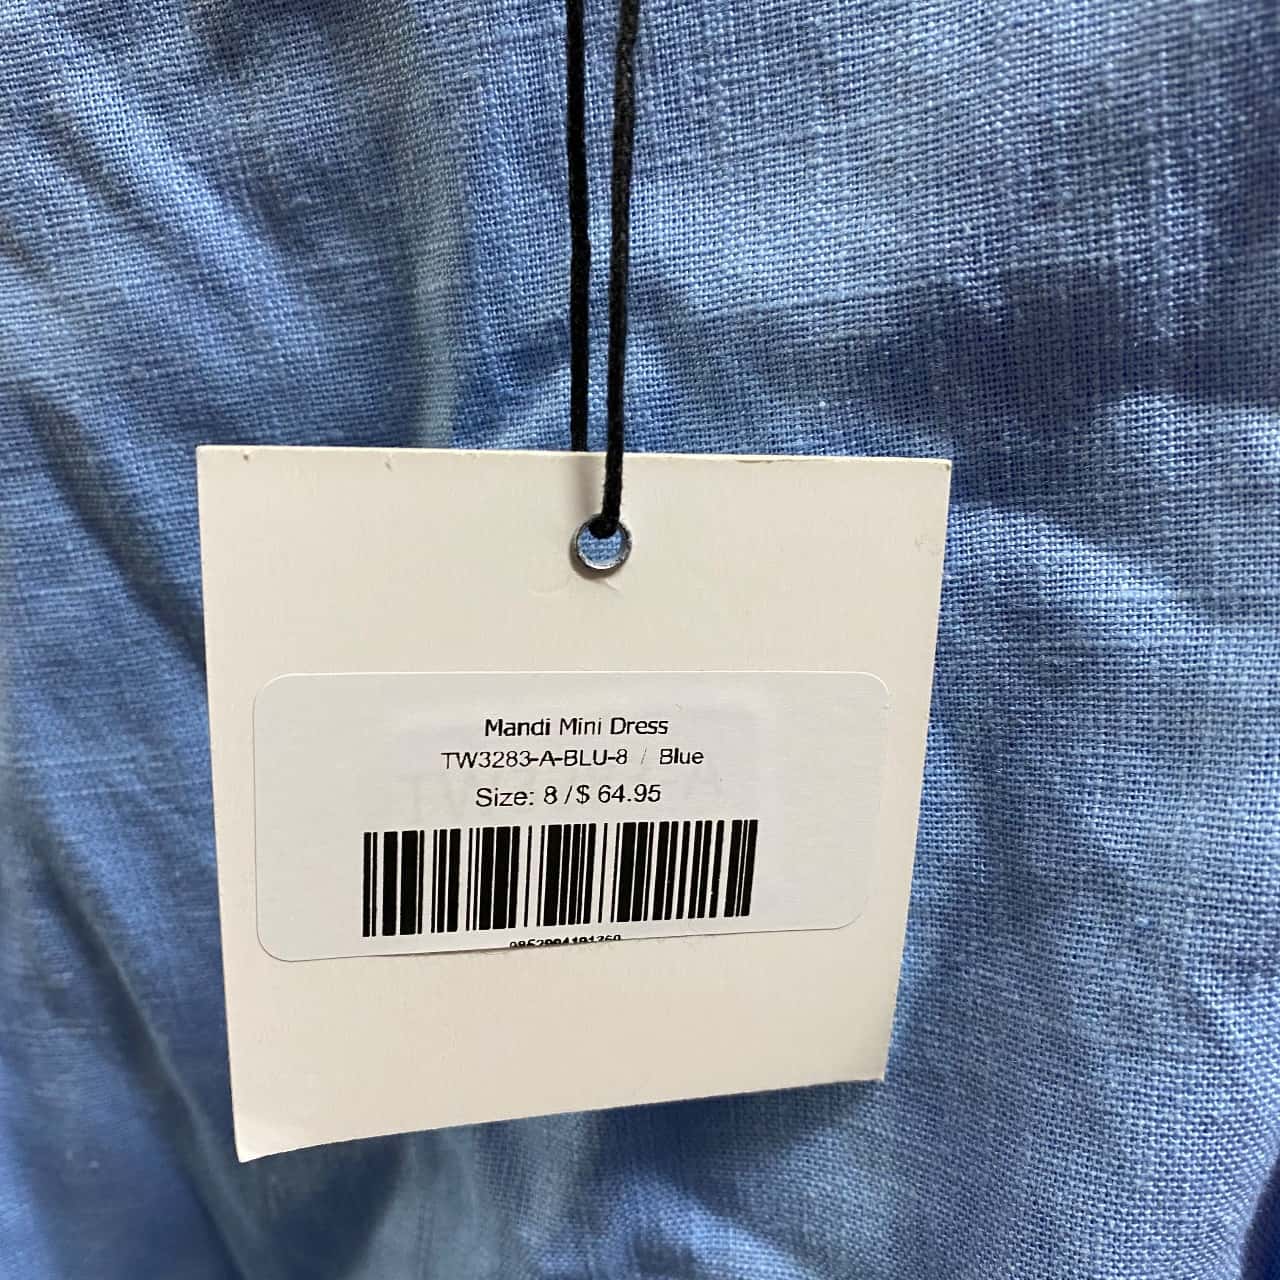 Mandi Mini Dress
TW3283-A-BLU-8 / Blue
Size: 8 / $ 64.95